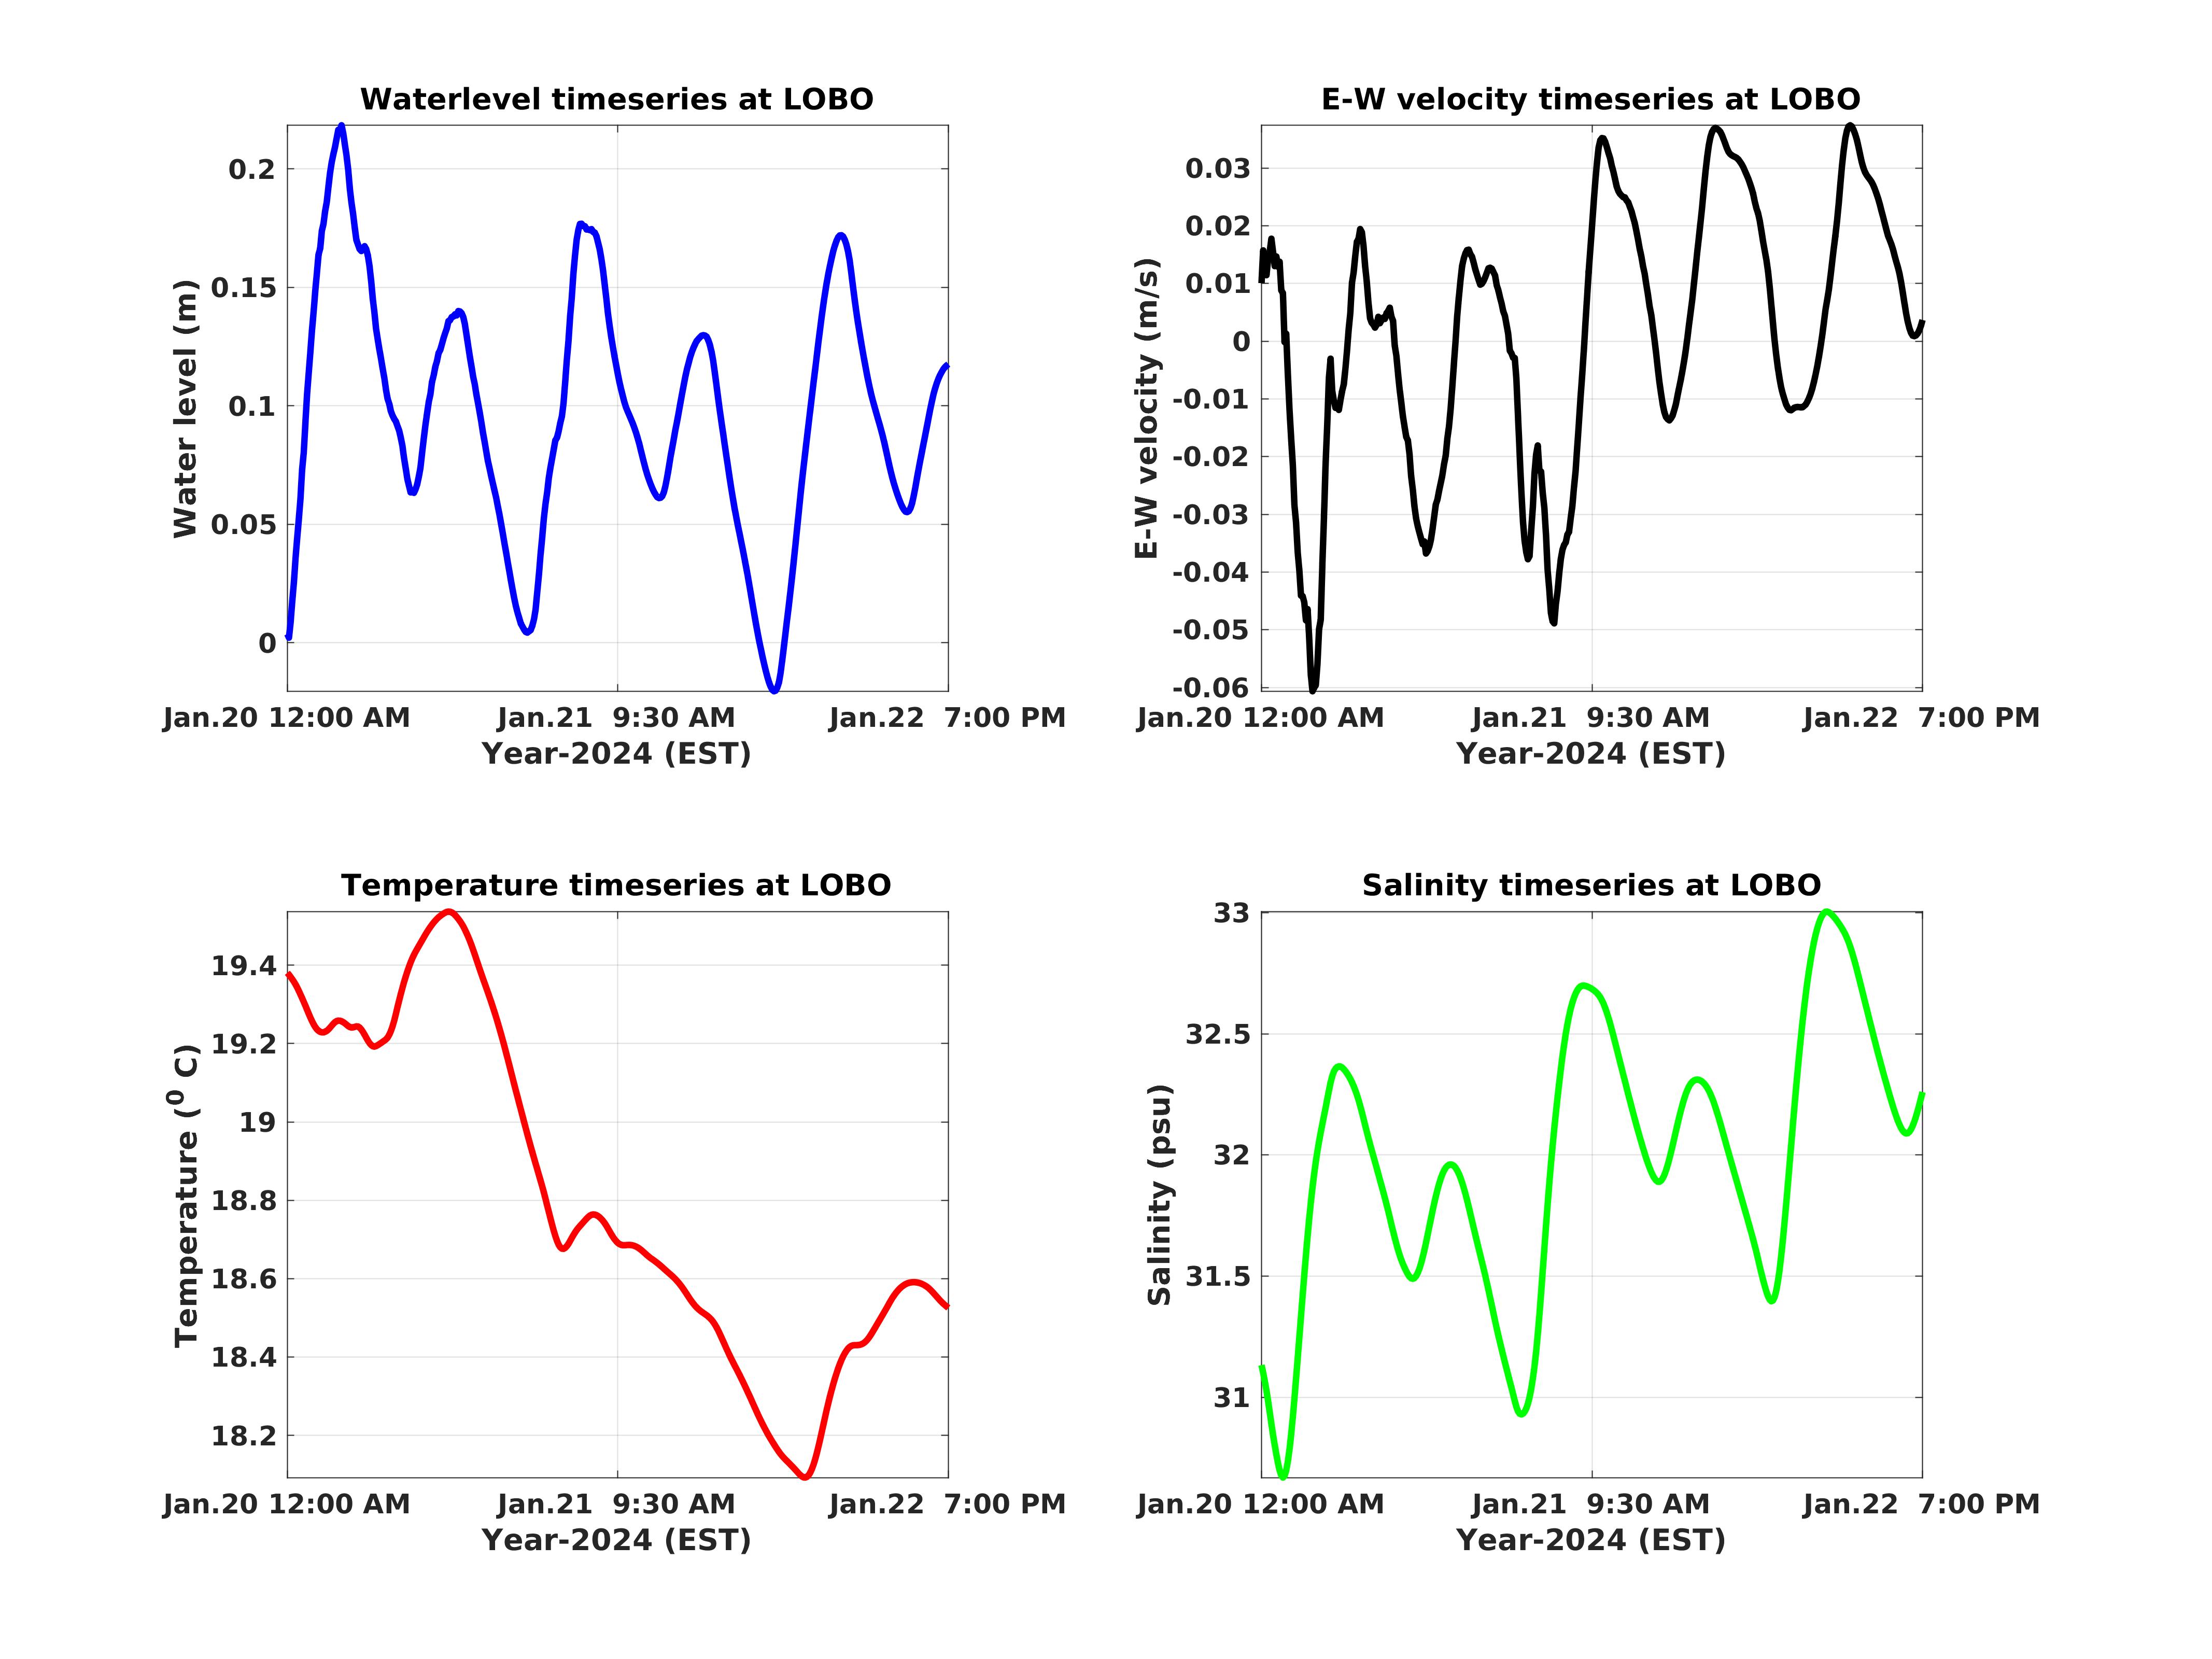 Waterlevel timeseries at LOBO
0.2
0.15
0.1
0.05
0
Water level (m)
Jan.20 12:00 AM Jan.21  9:30 AM Jan.22  7:00 PM
Year-2024 (EST)
E-W velocity timeseries at LOBO
0.03
0.02
0.01
0
-0.01
-0.02
-0.03
-0.04
-0.05
-0.06
E-W velocity (m/s)
Jan.20 12:00 AM Jan.21  9:30 AM Jan.22  7:00 PM
Year-2024 (EST)
Temperature timeseries at LOBO
19.4
19.2
19
18.8
18.6
18.4
18.2
Temperature (⁰ C)
Jan.20 12:00 AM Jan.21  9:30 AM Jan.22  7:00 PM
Year-2024 (EST)
Salinity timeseries at LOBO
33
32.5
32
31.5
31
Salinity (psu)
Jan.20 12:00 AM Jan.21  9:30 AM Jan.22  7:00 PM
Year-2024 (EST)